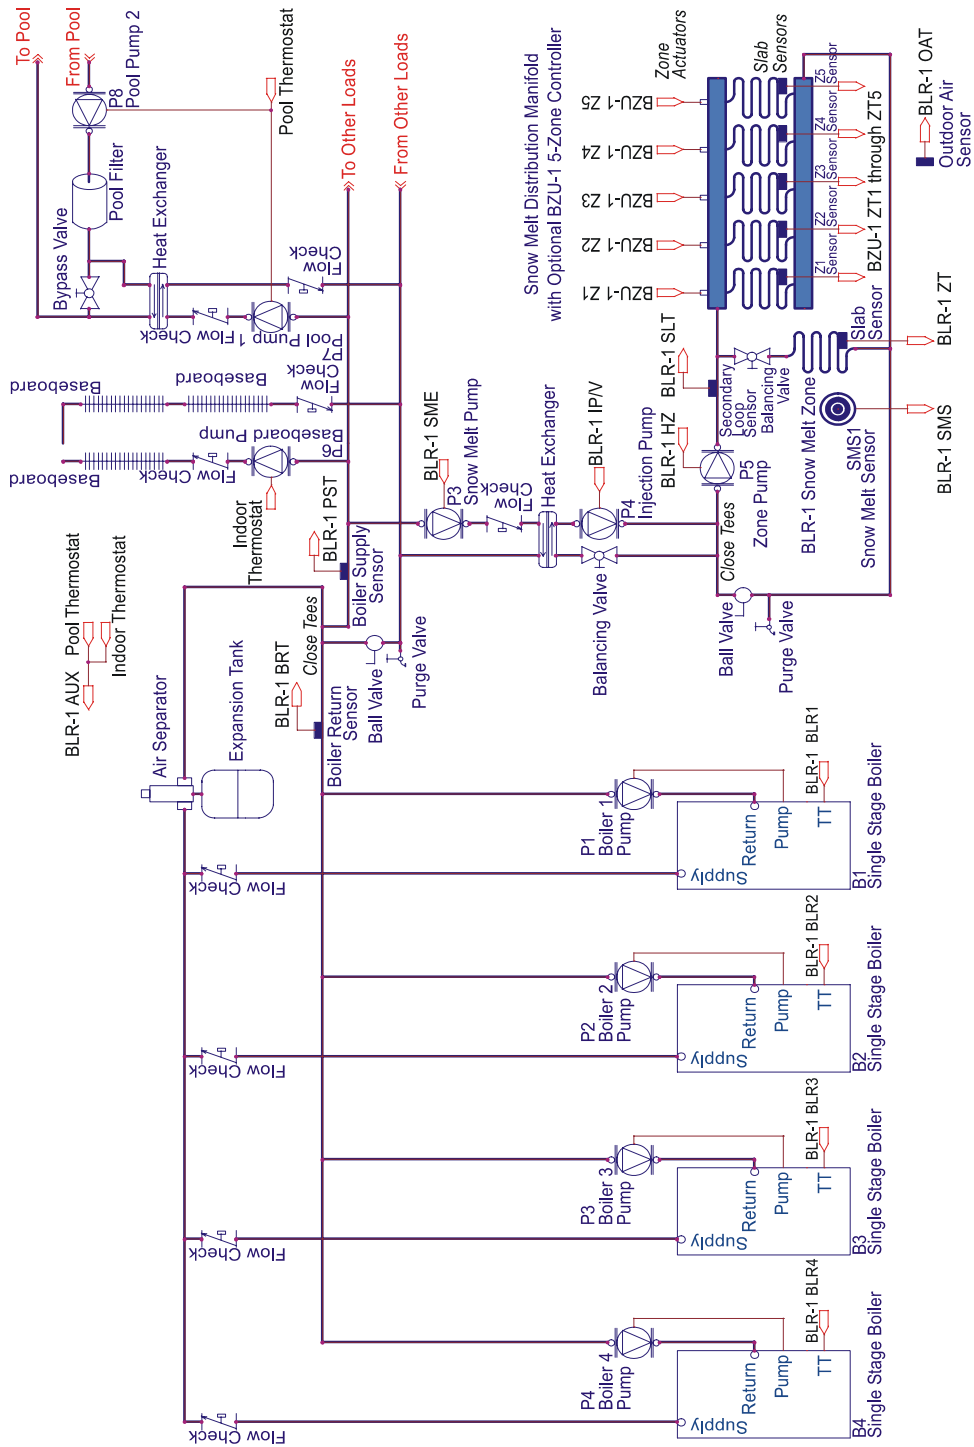 To Pool
From Pool
P8
Pool Pump 2
Pool Filter
Bypass Valve
Heat Exchanger
Pool Thermostat
Flow Check
Flow
Check
Pool Pump 1
P7
To Other Loads
From Other Loads
Baseboard
Baseboard
Baseboard
Flow
Check
Flow Check
Baseboard Pump
P6
Indoor
Thermostat
BLR-1 AUX
Pool Thermostat
Indoor Thermostat
Air Separator
Expansion Tank
BLR-1 PST
Boiler Supply
Sensor
Close Tees
BLR-1 BRT
Boiler Return
Sensor
Ball Valve
Purge Valve
BLR-1 SME
P3
Snow Melt Pump
Flow
Check
Heat Exchanger
BLR-1 IP/V
P4
Injection Pump
Balancing Valve
Close Tees
Ball Valve
Purge Valve
BLR-1 HZ
P5
Zone Pump
BLR-1 SLT
Secondary
Loop
Sensor
Balancing
Valve
BLR-1 Snow Melt Zone
Slab
Sensor
BLR-1 ZT
SMS1
Snow Melt Sensor
BLR-1 SMS
Snow Melt Distribution Manifold
with Optional BZU-1 5-Zone Controller
Zone
Actuators
BZU-1 Z1
BZU-1 Z2
BZU-1 Z3
BZU-1 Z4
BZU-1 Z5
Slab
Sensors
Z1
Sensor
Z2
Sensor
Z3
Sensor
Z4
Sensor
Z5
Sensor
BZU-1 ZT1 through ZT5
BLR-1 OAT
Outdoor Air
Sensor
Flow Check
Flow Check
Flow Check
Flow Check
P1
Boiler 1
Pump
Supply
Return
Pump
TT
BLR-1 BLR1
B1
Single Stage Boiler
P2
Boiler 2
Pump
Supply
Return
Pump
TT
BLR-1 BLR2
B2
Single Stage Boiler
P3
Boiler 3
Pump
Supply
Return
Pump
TT
BLR-1 BLR3
B3
Single Stage Boiler
P4
Boiler 4
Pump
Supply
Return
Pump
TT
BLR-1 BLR4
B4
Single Stage Boiler